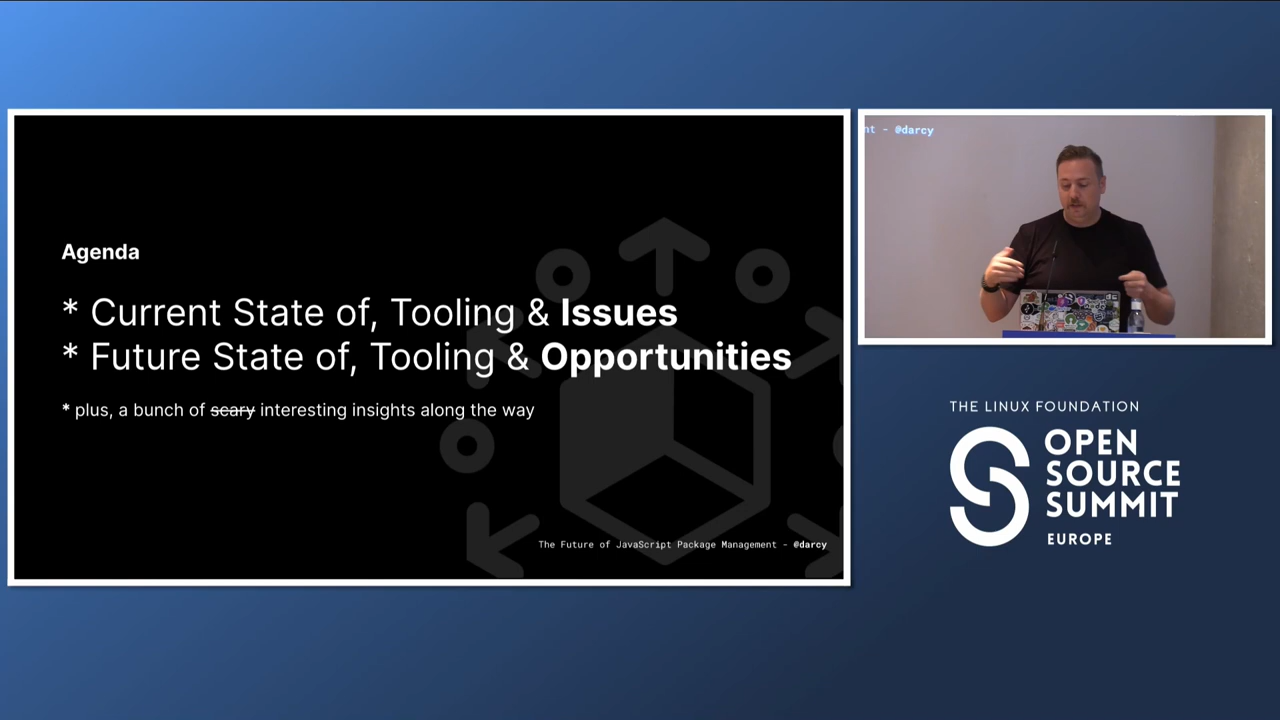 Agenda
* Current State of, Tooling & Issues
* Future State of, Tooling & Opportunities
* plus, a bunch of scary interesting insights along the way
The Future of JavaScript Package Management - @darcy
nt - @darcy
THE LINUX FOUNDATION
OPEN
SOURCE
SUMMIT
EUROPE